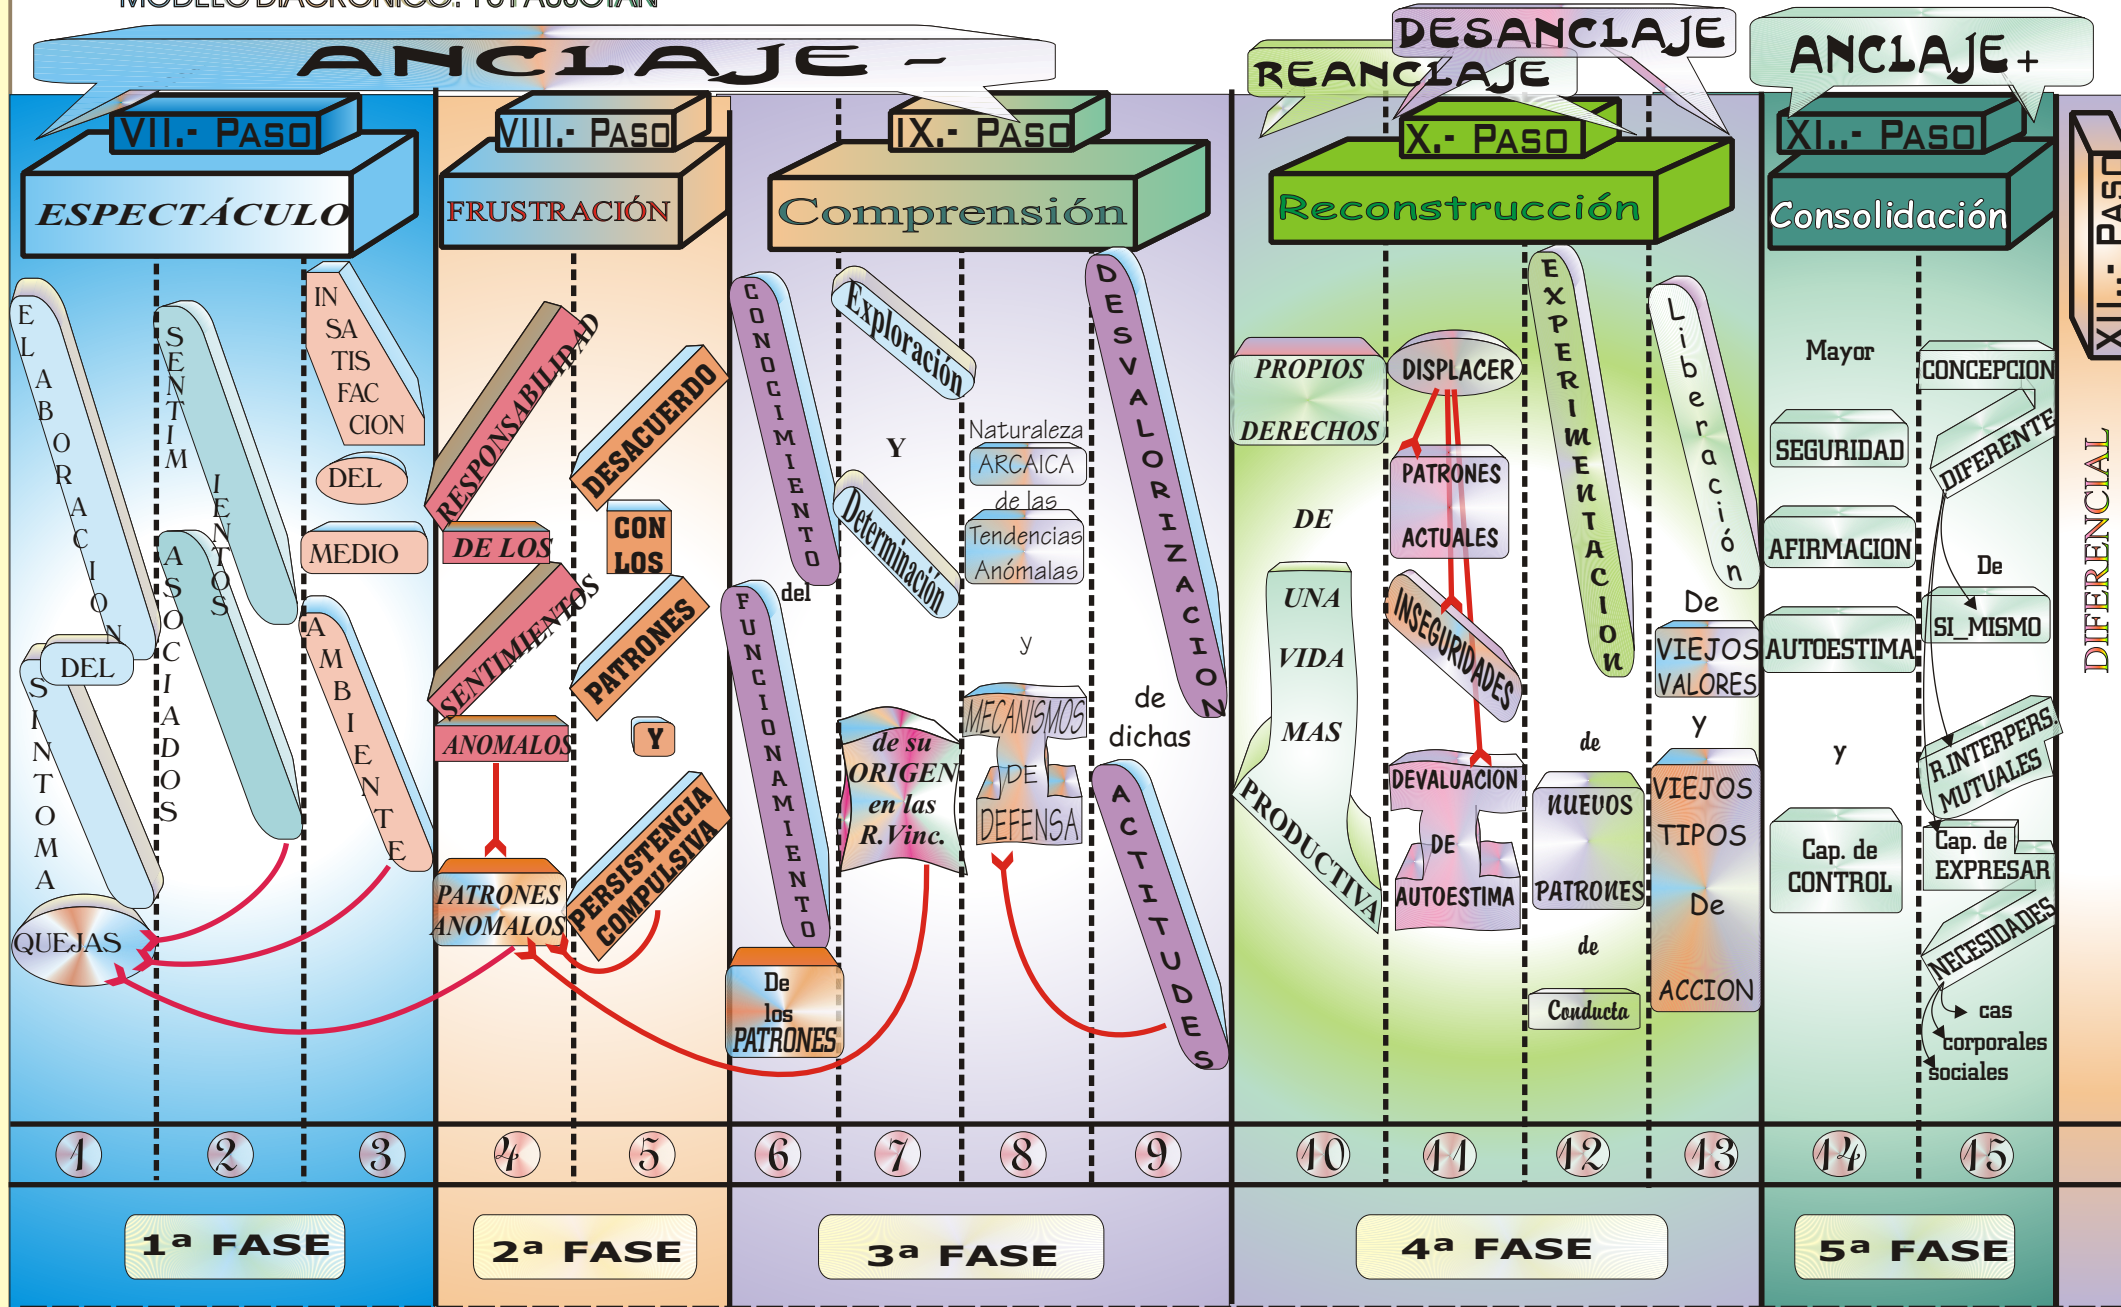 ANCLAJE -
REANCLAJE
DESANCLAJE
ANCLAJE +
VII.- PASO
ESPECTÁCULO
VIII.- PASO
FRUSTRACIÓN
IX.- PASO
Comprensión
X.- PASO
Reconstrucción
XI..- PASO
Consolidación
XII..- PASO
DIFERENCIAL
ELABORACION
DEL
SINTOMA
QUEJAS
SENTIM
IENTOS
ASOCIADOS
IN
SA
TIS
FAC
CION
DEL
MEDIO
AMBIENTE
RESPONSABILIDAD
DE LOS
SENTIMIENTOS
ANOMALOS
PATRONES
ANOMALOS
DESACUERDO
CON
LOS
PATRONES
Y
PERSISTENCIA
COMPULSIVA
CONOCIMIENTO
del
FUNCIONAMIENTO
De
los
PATRONES
Exploración
Y
Determinación
de su
ORIGEN
en las
R.Vinc.
Naturaleza
ARCAICA
de las
Tendencias
Anómalas
y
MECANISMOS
DE
DEFENSA
DESVALORIZACION
de
dichas
ACTITUDES
PROPIOS
DERECHOS
DE
UNA
VIDA
MAS
PRODUCTIVA
DISPLACER
PATRONES
ACTUALES
INSEGURIDADES
DEVALUACION
DE
AUTOESTIMA
EXPERIMENTACION
de
NUEVOS
PATRONES
de
Conducta
Liberación
De
VIEJOS
VALORES
y
VIEJOS
TIPOS
De
ACCION
Mayor
SEGURIDAD
AFIRMACION
AUTOESTIMA
y
Cap. de
CONTROL
CONCEPCION
DIFERENTE
De
SI_MISMO
R.INTERPERS.
MUTUALES
Cap. de
EXPRESAR
NECESIDADES
cas
corporales
sociales
1 2 3 4 5 6 7 8 9 10 11 12 13 14 15
1ª FASE
2ª FASE
3ª FASE
4ª FASE
5ª FASE